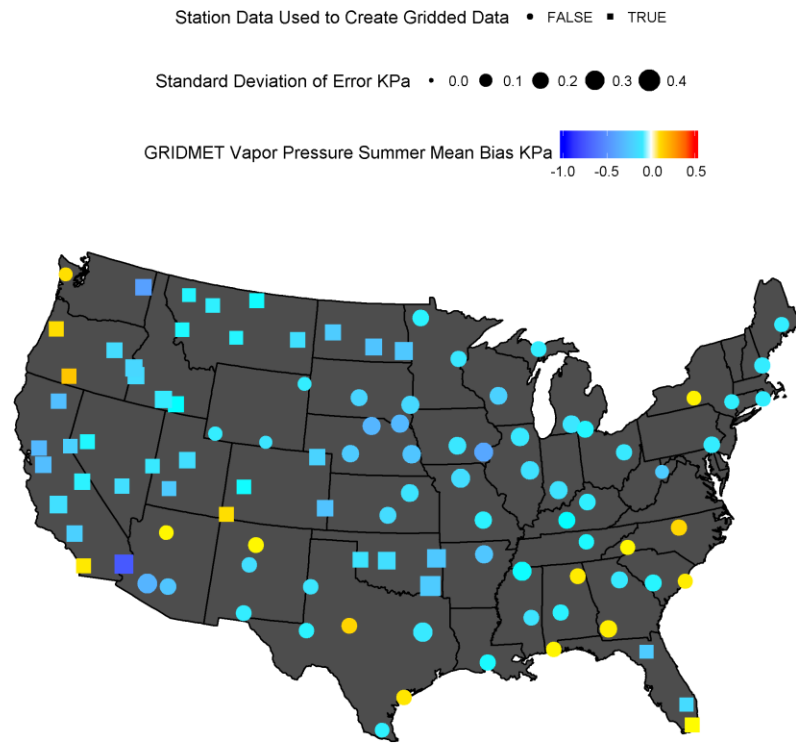 Station Data Used to Create Gridded Data FALSE TRUE
Standard Deviation of Error KPa 0.0 0.1 0.2 0.3 0.4
GRIDMET Vapor Pressure Summer Mean Bias KPa
-1.0 -0.5 0.0 0.5